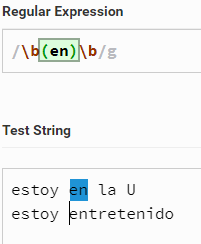 Regular Expression
/\b(en)\b/g
Test String
estoy en la U
estoy entretenido